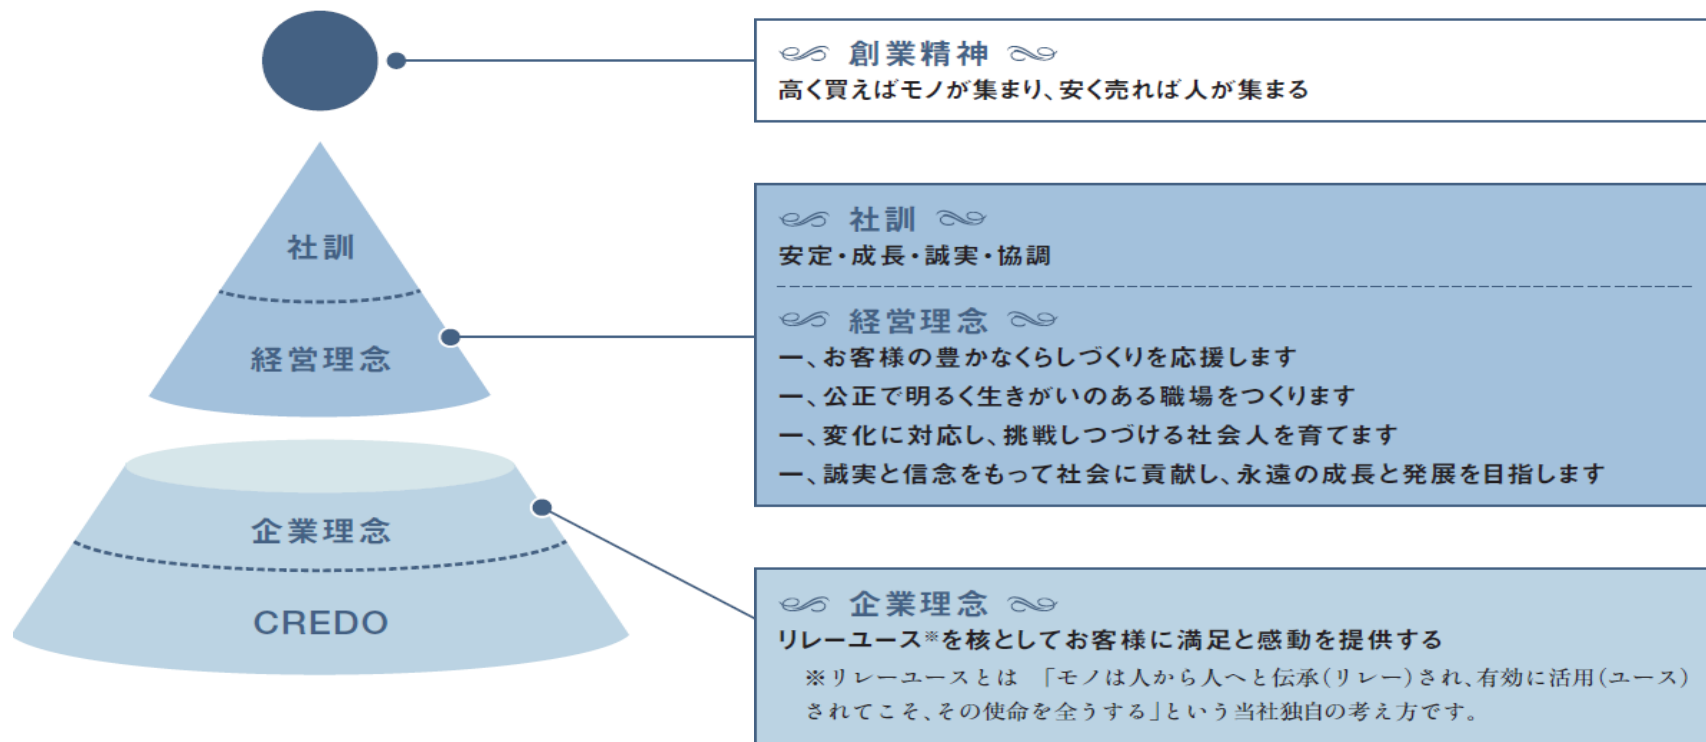 創業精神
高く買えばモノが集まり、安く売れば人が集まる
社訓
経営理念
社訓
安定・成長・誠実・協調
経営理念
一、お客様の豊かなくらしづくりを応援します
一、公正で明るく生きがいのある職場をつくります
一、変化に対応し、挑戦しつづける社会人を育てます
一、誠実と信念をもって社会に貢献し、永遠の成長と発展を目指します
企業理念
CREDO
企業理念
リレーユース※を核としてお客様に満足と感動を提供する
※リレーユースとは 「モノは人から人へと伝承(リレー)され、有効に活用(ユース)
されてこそ、その使命を全うする」という当社独自の考え方です。